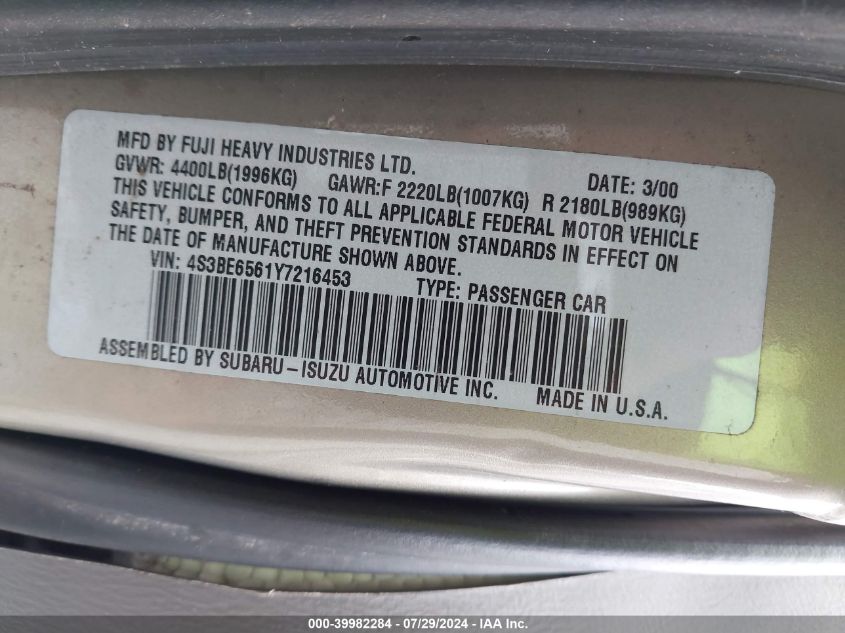 MFD BY FUJI HEAVY INDUSTRIES LTD. DATE: 3/00
GVWR: 4400LB(1996KG) GAWR:F 2220LB(1007KG) R 2180LB(989KG)
THIS VEHICLE CONFORMS TO ALL APPLICABLE FEDERAL MOTOR VEHICLE
SAFETY, BUMPER, AND THEFT PREVENTION STANDARDS IN EFFECT ON
THE DATE OF MANUFACTURE SHOWN ABOVE.
VIN: 4S3BE6561Y7216453 TYPE: PASSENGER CAR
ASSEMBLED BY SUBARU-ISUZU AUTOMOTIVE INC. MADE IN U.S.A.
000-39982284 - 07/29/2024 - IAA Inc.